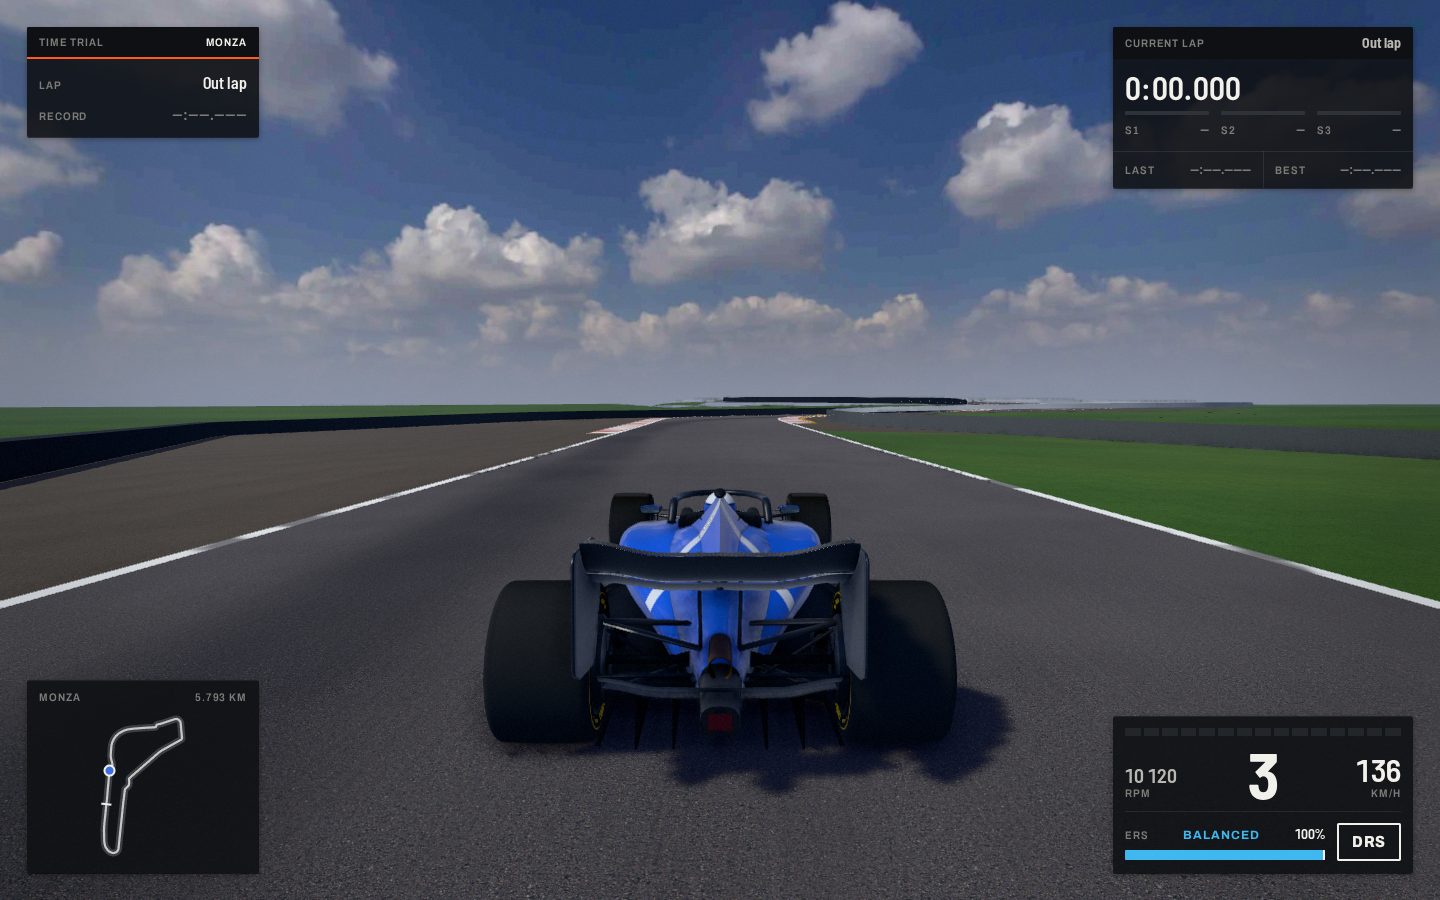 TIME TRIAL MONZA
LAP Out lap
RECORD –:––.–––
CURRENT LAP Out lap
0:00.000
S1 – S2 – S3 –
LAST –:––.––– BEST –:––.–––
MONZA 5.793 KM
10 120 RPM 3 136 KM/H
ERS BALANCED 100% DRS